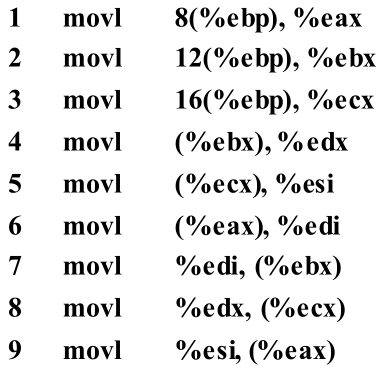 1 movl 8(%ebp), %eax
2 movl 12(%ebp), %ebx
3 movl 16(%ebp), %ecx
4 movl (%ebx), %edx
5 movl (%ecx), %esi
6 movl (%eax), %edi
7 movl %edi, (%ebx)
8 movl %edx, (%ecx)
9 movl %esi, (%eax)